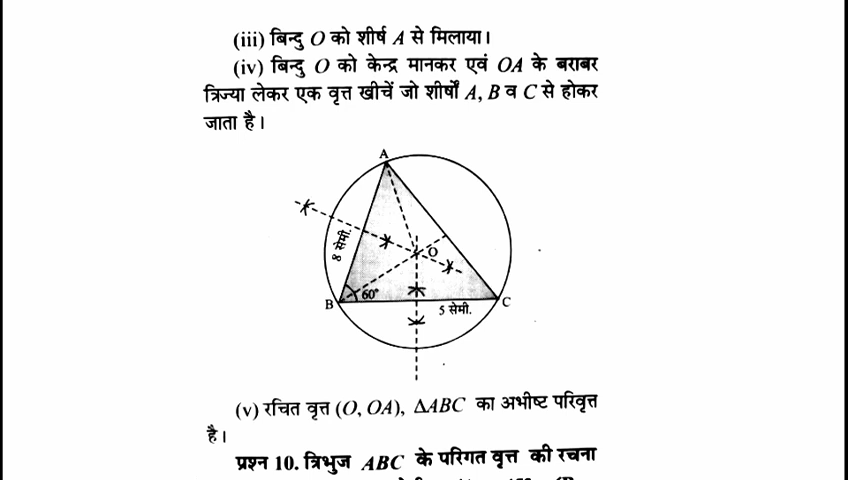 (iii) बिन्दु O को शीर्ष A से मिलाया।
(iv) बिन्दु O को केन्द्र मानकर एवं OA के बराबर
त्रिज्या लेकर एक वृत्त खीचें जो शीर्षों A, B व C से होकर
जाता है।
A
8 सेमी.
O
60°
B
C
5 सेमी.
(v) रचित वृत्त (O, OA), ΔABC का अभीष्ट परिवृत्त
है।
प्रश्न 10. त्रिभुज ABC के परिगत वृत्त की रचना